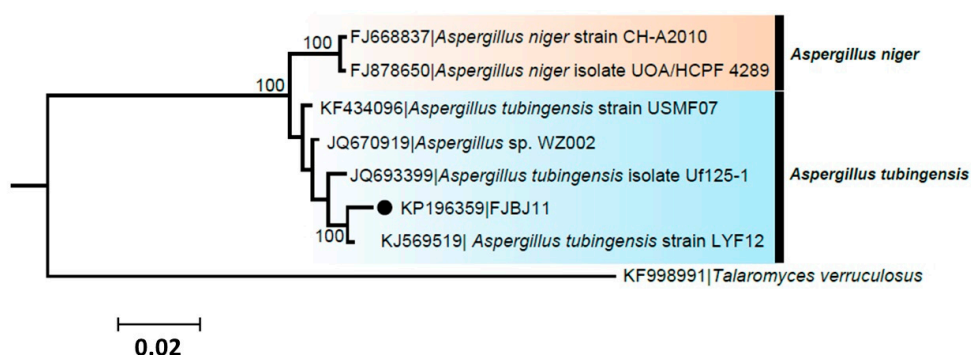 100
FJ668837|Aspergillus niger strain CH-A2010
FJ878650|Aspergillus niger isolate UOA/HCPF 4289
Aspergillus niger
100
KF434096|Aspergillus tubingensis strain USMF07
JQ670919|Aspergillus sp. WZ002
JQ693399|Aspergillus tubingensis isolate Uf125-1
Aspergillus tubingensis
KP196359|FJBJ11
100
KJ569519| Aspergillus tubingensis strain LYF12
KF998991|Talaromyces verruculosus
0.02